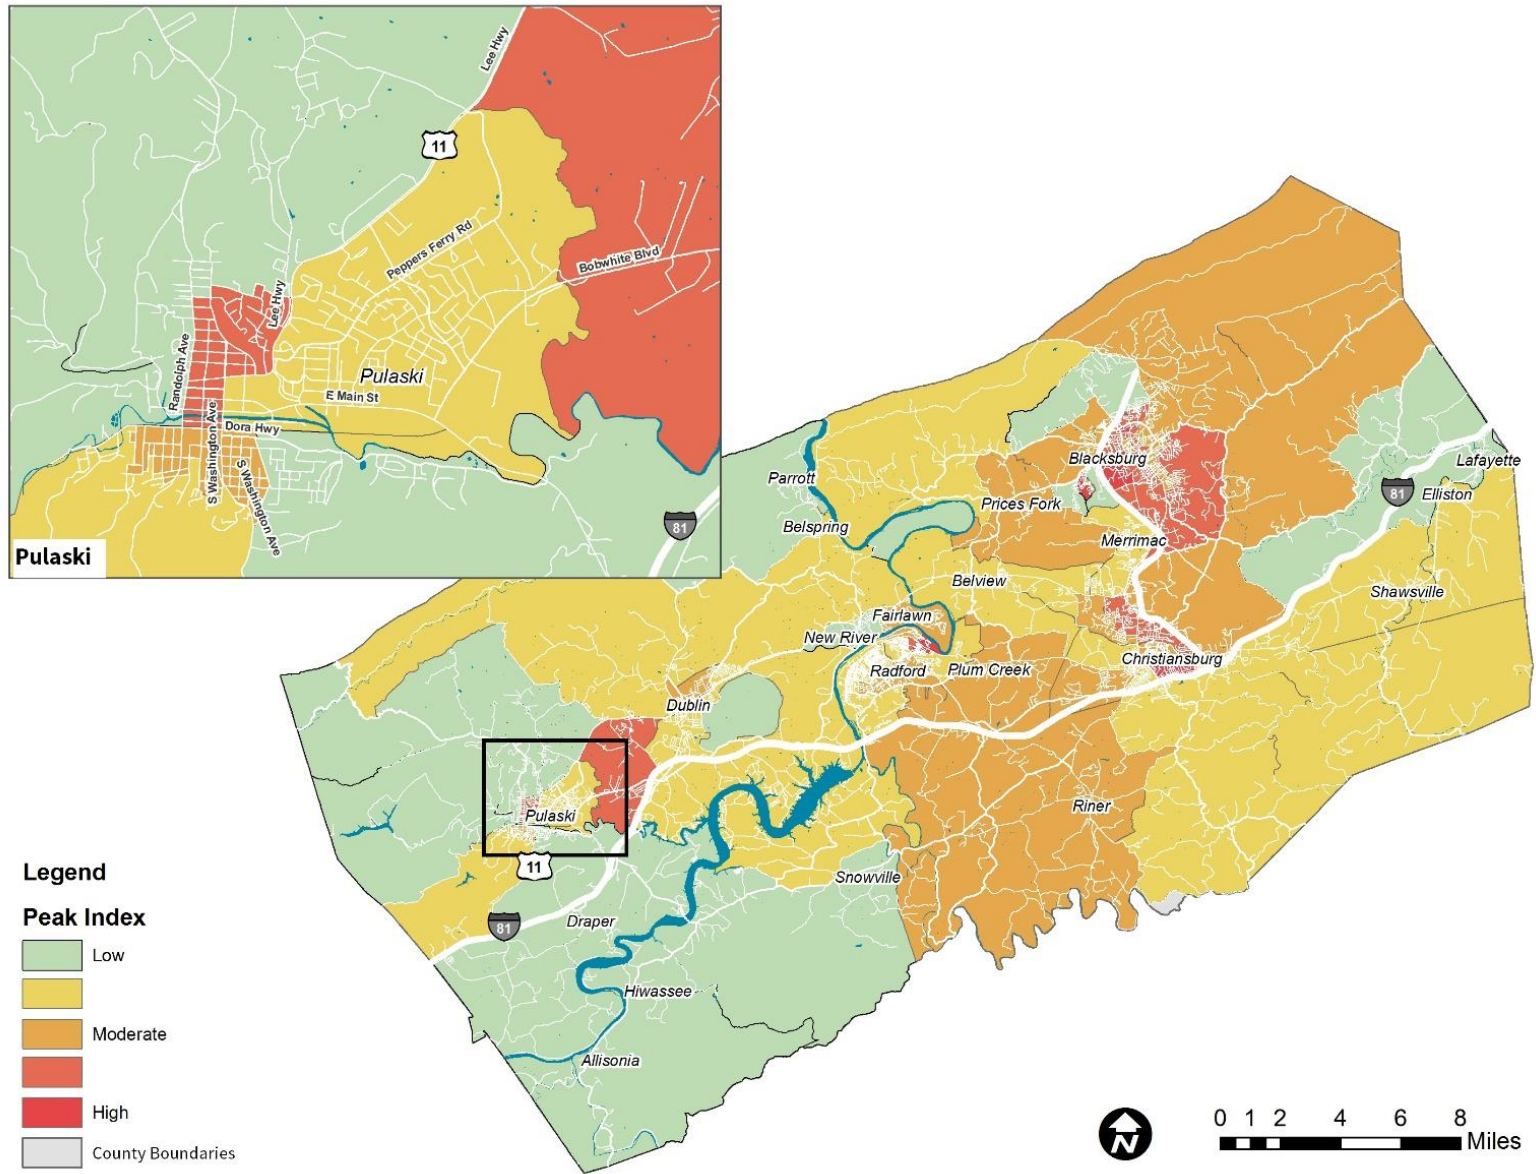 Lee Hwy
11
Peppers Ferry Rd
Bobwhite Blvd
Lee Hwy
Randolph Ave
Pulaski
E Main St
S Washington Ave
Dora Hwy
S Washington Ave
81
Pulaski
Blacksburg
Lafayette
Parrott
81
Elliston
Prices Fork
Belspring
Merrimac
Belview
Shawsville
Fairlawn
New River
Christiansburg
Radford
Plum Creek
Dublin
Riner
Pulaski
11
Snowville
Draper
81
Hiwassee
Allisonia
Legend
Peak Index
Low
Moderate
High
County Boundaries
N
0 1 2 4 6 8
Miles